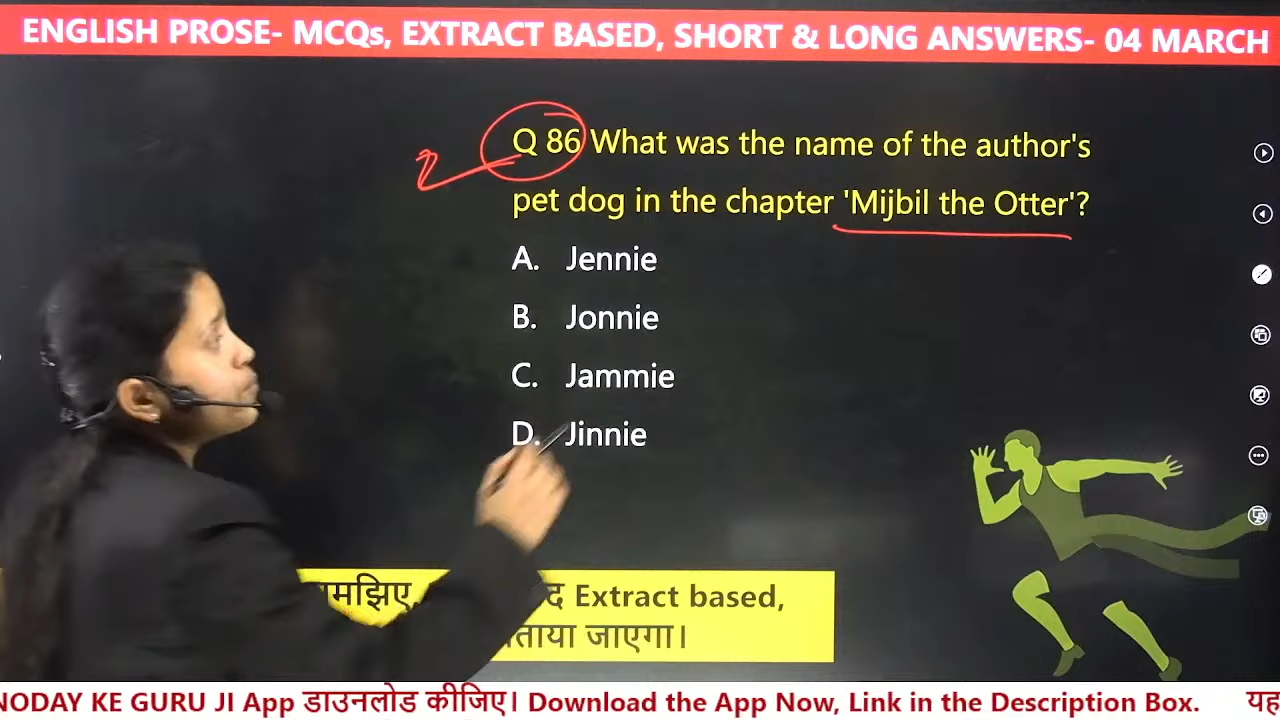 ENGLISH PROSE- MCQs, EXTRACT BASED, SHORT & LONG ANSWERS- 04 MARCH
Q 86 What was the name of the author's
pet dog in the chapter 'Mijbil the Otter'?
A. Jennie
B. Jonnie
C. Jammie
D. Jinnie
Extract based,
जाएगा।
NODAY KE GURU JI App डाउनलोड कीजिए। Download the App Now, Link in the Description Box. यह